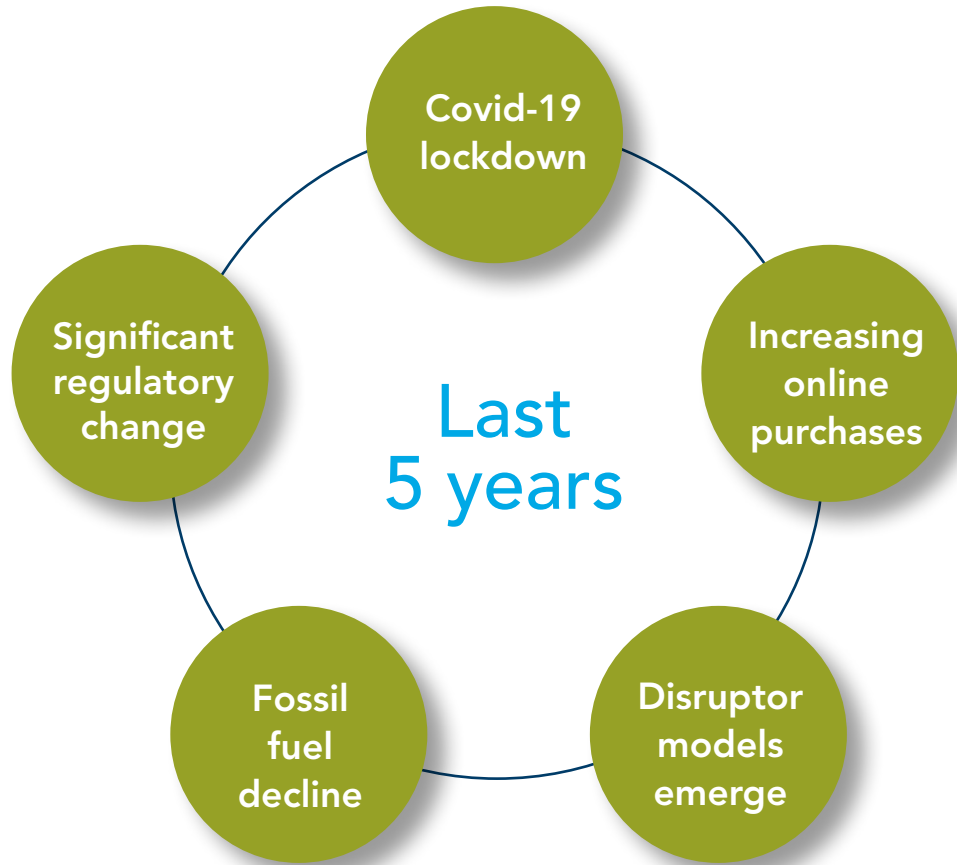 Covid-19
lockdown
Increasing
online
purchases
Disruptor
models
emerge
Fossil
fuel
decline
Significant
regulatory
change
Last
5 years